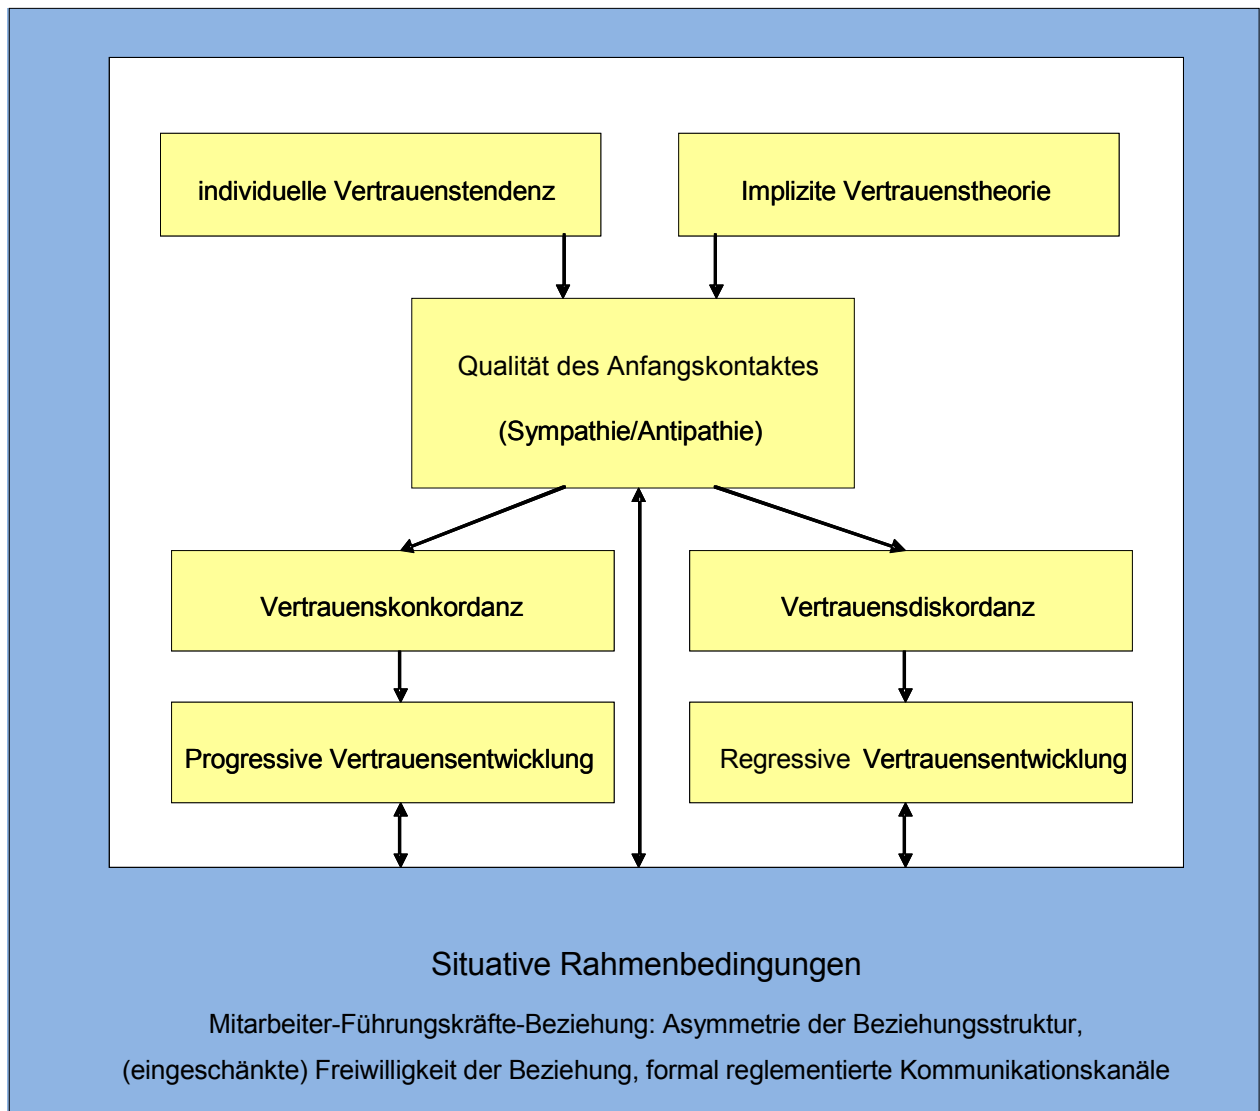 individuelle Vertrauenstendenz
Implizite Vertrauenstheorie
Qualität des Anfangskontaktes
(Sympathie/Antipathie)
Vertrauenskonkordanz
Vertrauensdiskordanz
Progressive Vertrauensentwicklung
Regressive Vertrauensentwicklung
Situative Rahmenbedingungen
Mitarbeiter-Führungskräfte-Beziehung: Asymmetrie der Beziehungsstruktur,
(eingeschänkte) Freiwilligkeit der Beziehung, formal reglementierte Kommunikationskanäle